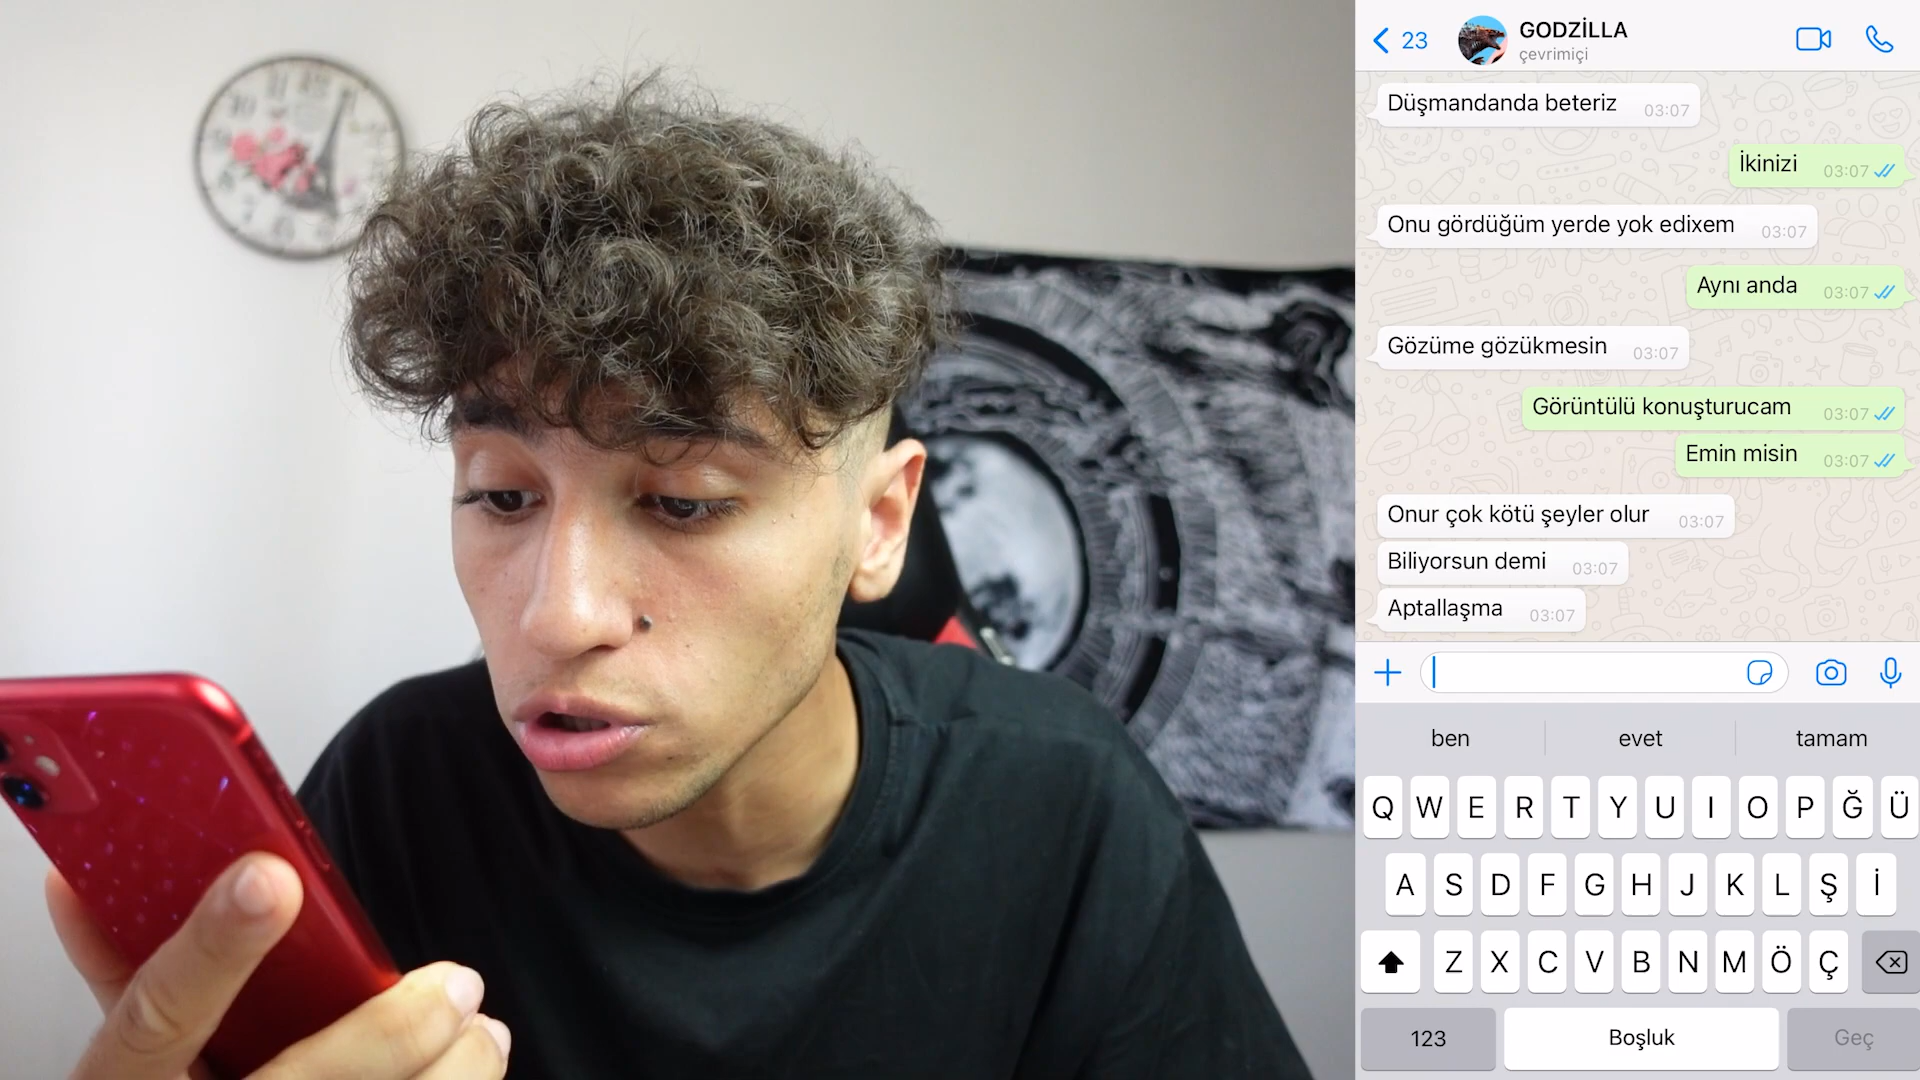 23
GODZİLLA
çevrimiçi
Düşmandanda beteriz 03:07
İkinizi 03:07
Onu gördüğüm yerde yok edixem 03:07
Aynı anda 03:07
Gözüme gözükmesin 03:07
Görüntülü konuşturucam 03:07
Emin misin 03:07
Onur çok kötü şeyler olur 03:07
Biliyorsun demi 03:07
Aptallaşma 03:07
ben evet tamam
Q W E R T Y U I O P Ğ Ü
A S D F G H J K L Ş İ
Z X C V B N M Ö Ç
123 Boşluk Geç